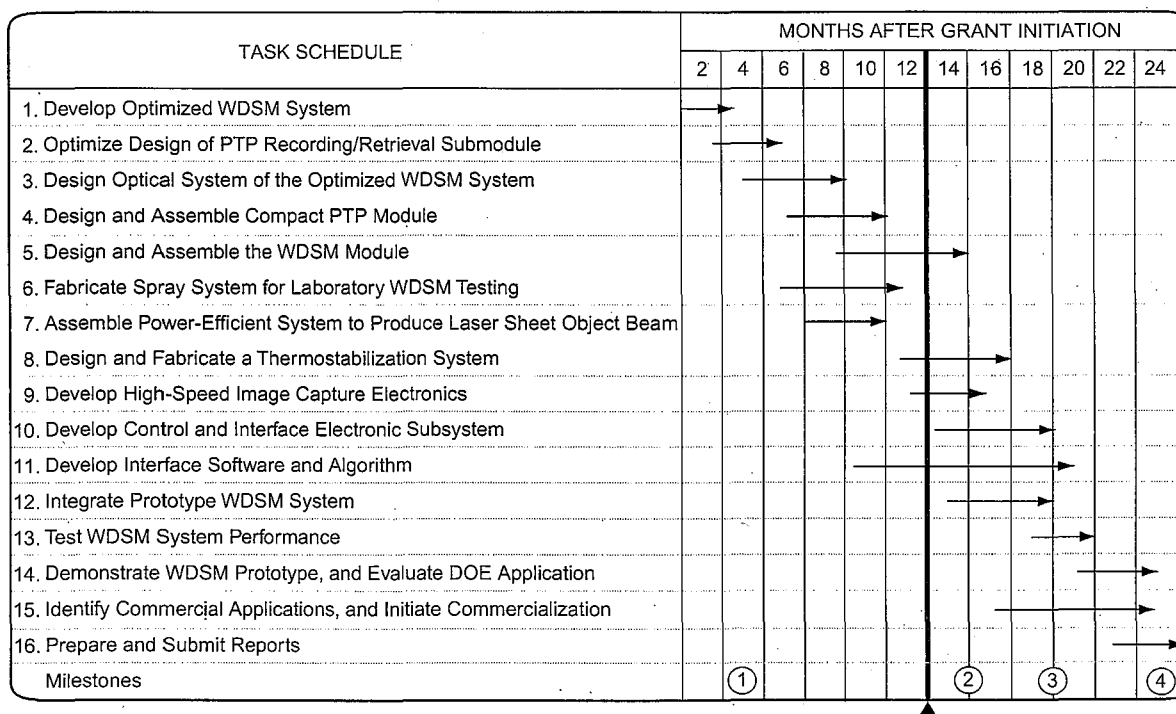 TASK SCHEDULE
MONTHS AFTER GRANT INITIATION
2 4 6 8 10 12 14 16 18 20 22 24
1. Develop Optimized WDSM System
2. Optimize Design of PTP Recording/Retrieval Submodule
3. Design Optical System of the Optimized WDSM System
4. Design and Assemble Compact PTP Module
5. Design and Assemble the WDSM Module
6. Fabricate Spray System for Laboratory WDSM Testing
7. Assemble Power-Efficient System to Produce Laser Sheet Object Beam
8. Design and Fabricate a Thermostabilization System
9. Develop High-Speed Image Capture Electronics
10. Develop Control and Interface Electronic Subsystem
11. Develop Interface Software and Algorithm
12. Integrate Prototype WDSM System
13. Test WDSM System Performance
14. Demonstrate WDSM Prototype, and Evaluate DOE Application
15. Identify Commercial Applications, and Initiate Commercialization
16. Prepare and Submit Reports
Milestones 1 2 3 4